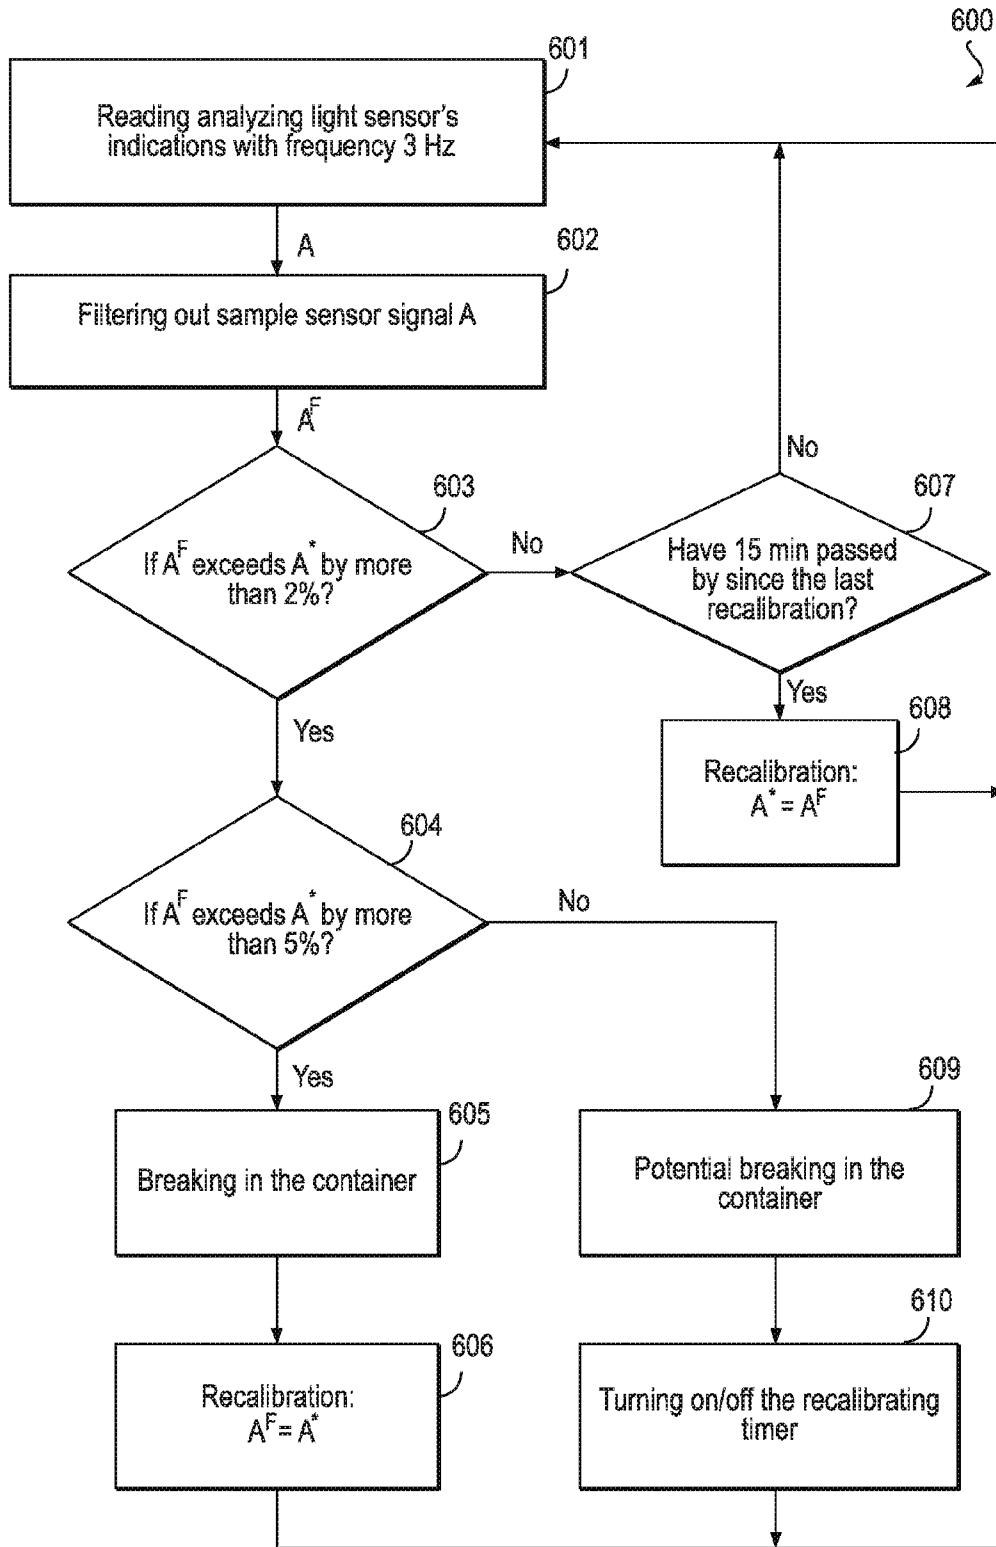 600
601
Reading analyzing light sensor's
indications with frequency 3 Hz
A
602
Filtering out sample sensor signal A
A^F
603
If A^F exceeds A* by more
than 2%?
No
No
607
Have 15 min passed
by since the last
recalibration?
Yes
Yes
608
Recalibration:
A* = A^F
604
If A^F exceeds A* by more
than 5%?
No
Yes
605
Breaking in the container
609
Potential breaking in the
container
606
Recalibration:
A^F = A*
610
Turning on/off the recalibrating
timer